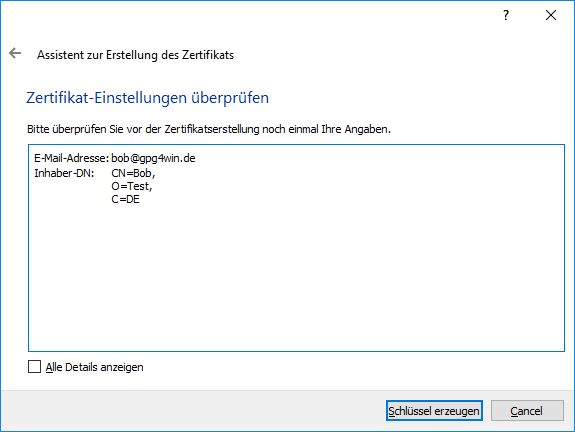 ?
Assistent zur Erstellung des Zertifikats
Zertifikat-Einstellungen überprüfen
Bitte überprüfen Sie vor der Zertifikatserstellung noch einmal Ihre Angaben.
E-Mail-Adresse: bob@gpg4win.de
Inhaber-DN: CN=Bob,
O=Test,
C=DE
Alle Details anzeigen
Schlüssel erzeugen Cancel